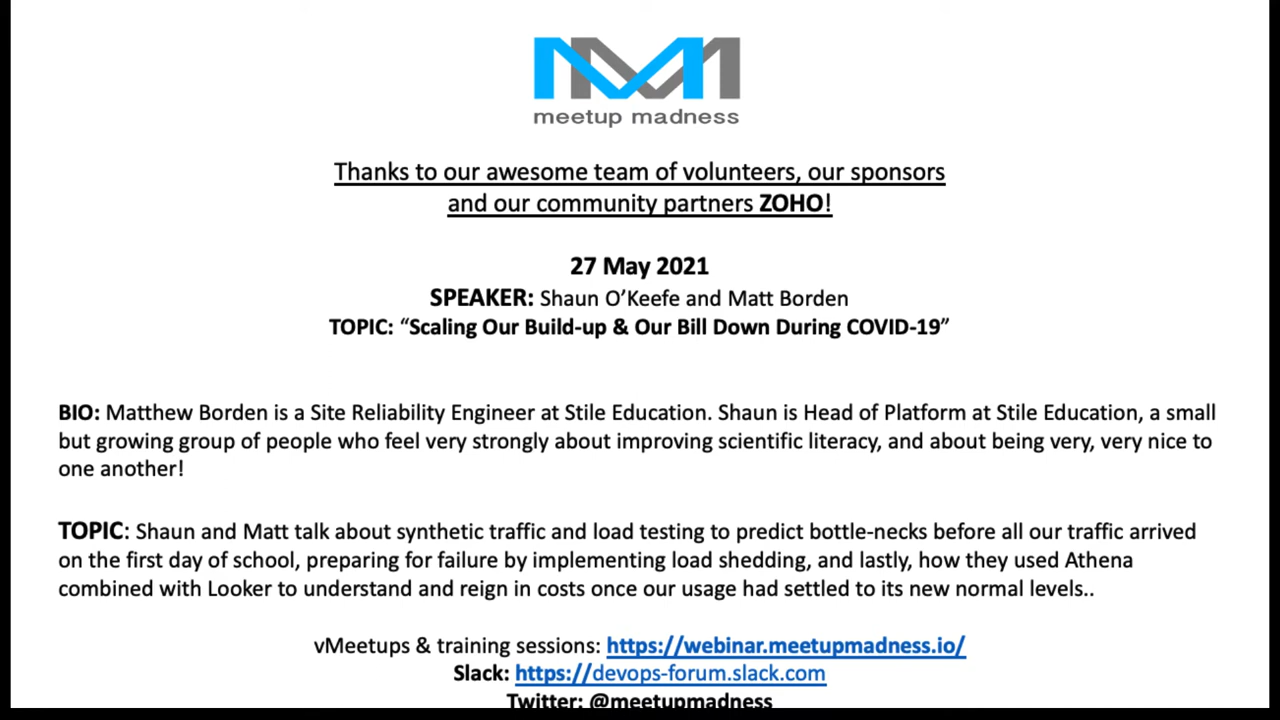 meetup madness
Thanks to our awesome team of volunteers, our sponsors
and our community partners ZOHO!
27 May 2021
SPEAKER: Shaun O’Keefe and Matt Borden
TOPIC: “Scaling Our Build-up & Our Bill Down During COVID-19”
BIO: Matthew Borden is a Site Reliability Engineer at Stile Education. Shaun is Head of Platform at Stile Education, a small
but growing group of people who feel very strongly about improving scientific literacy, and about being very, very nice to
one another!
TOPIC: Shaun and Matt talk about synthetic traffic and load testing to predict bottle-necks before all our traffic arrived
on the first day of school, preparing for failure by implementing load shedding, and lastly, how they used Athena
combined with Looker to understand and reign in costs once our usage had settled to its new normal levels..
vMeetups & training sessions: https://webinar.meetupmadness.io/
Slack: https://devops-forum.slack.com
Twitter: @meetupmadness